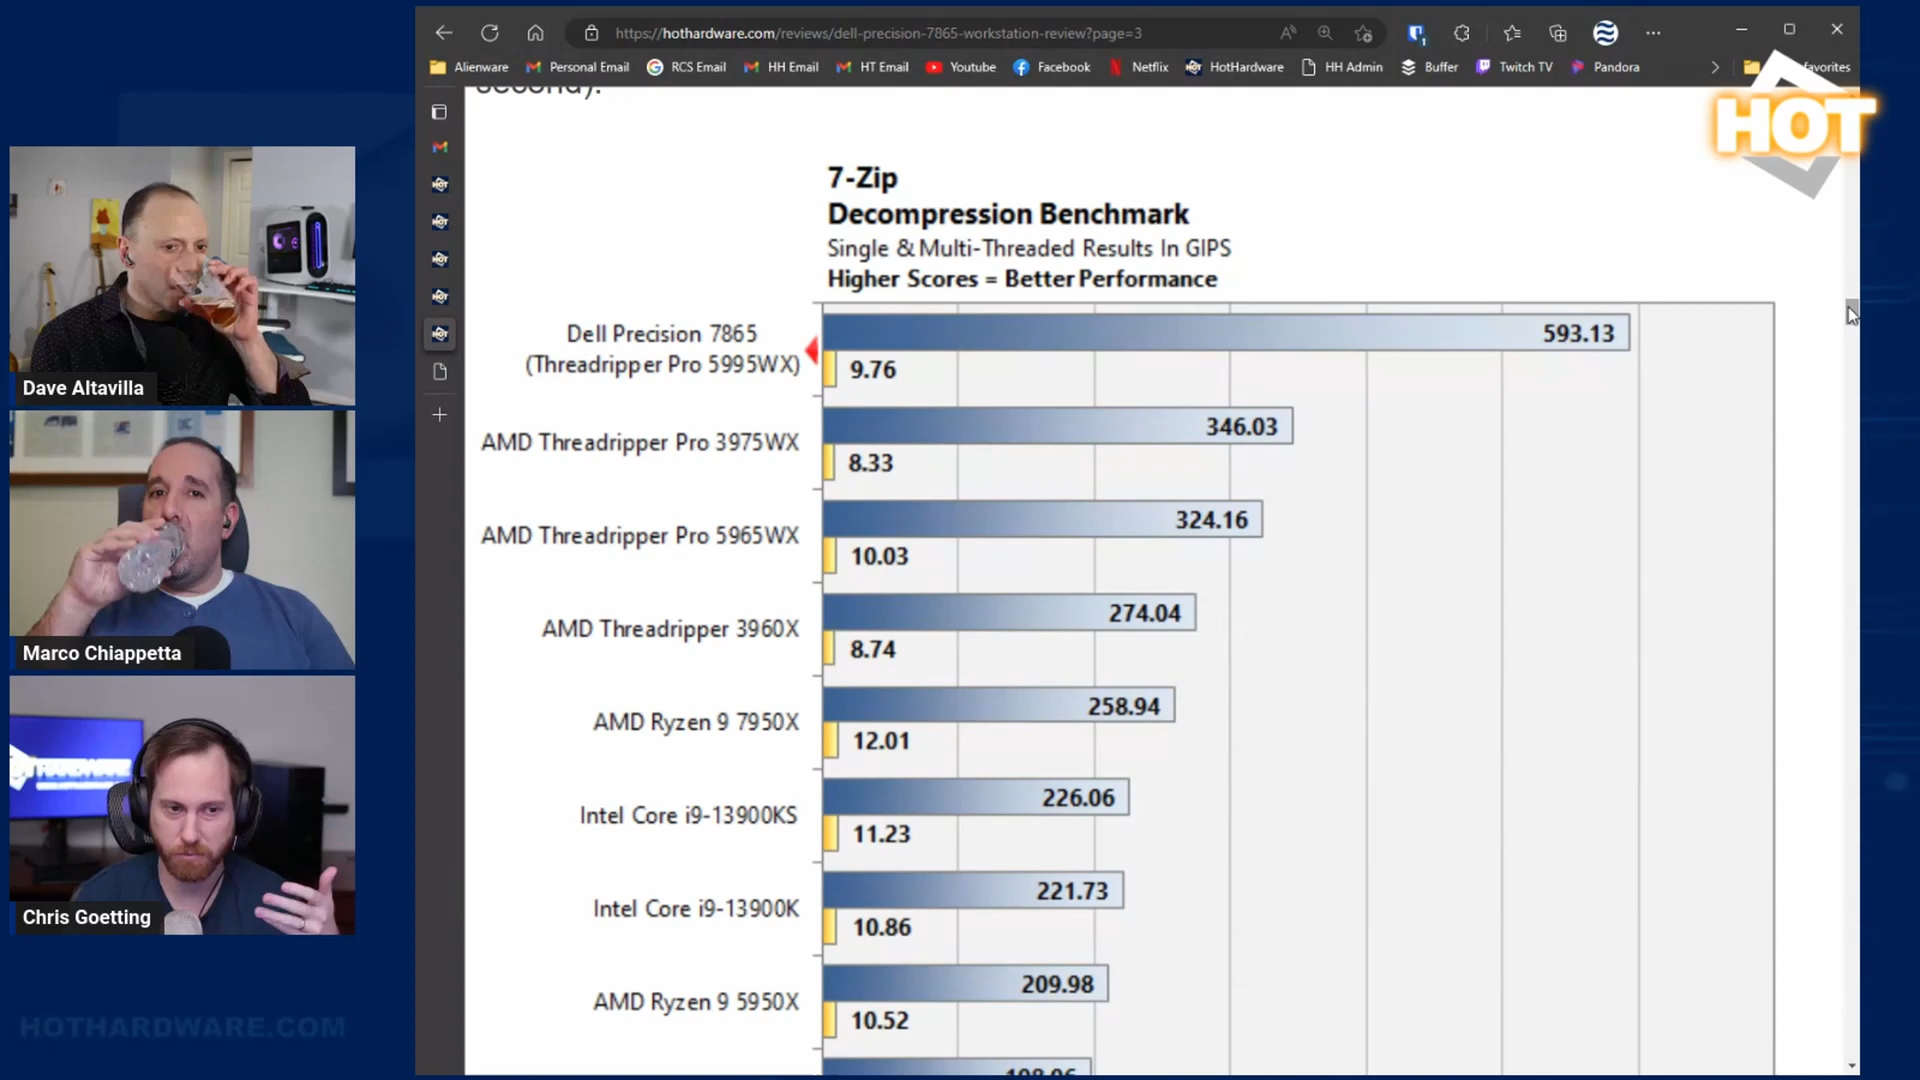 https://hothardware.com/reviews/dell-precision-7865-workstation-review?page=3
Alienware
Personal Email
RCS Email
HH Email
HT Email
Youtube
Facebook
Netflix
HotHardware
HH Admin
Buffer
Twitch TV
Pandora
favorites
second).
HOT
7-Zip
Decompression Benchmark
Single & Multi-Threaded Results In GIPS
Higher Scores = Better Performance
Dell Precision 7865
(Threadripper Pro 5995WX)
593.13
9.76
AMD Threadripper Pro 3975WX
346.03
8.33
AMD Threadripper Pro 5965WX
324.16
10.03
AMD Threadripper 3960X
274.04
8.74
AMD Ryzen 9 7950X
258.94
12.01
Intel Core i9-13900KS
226.06
11.23
Intel Core i9-13900K
221.73
10.86
AMD Ryzen 9 5950X
209.98
10.52
Dave Altavilla
Marco Chiappetta
Chris Goetting
HOTHARDWARE.COM